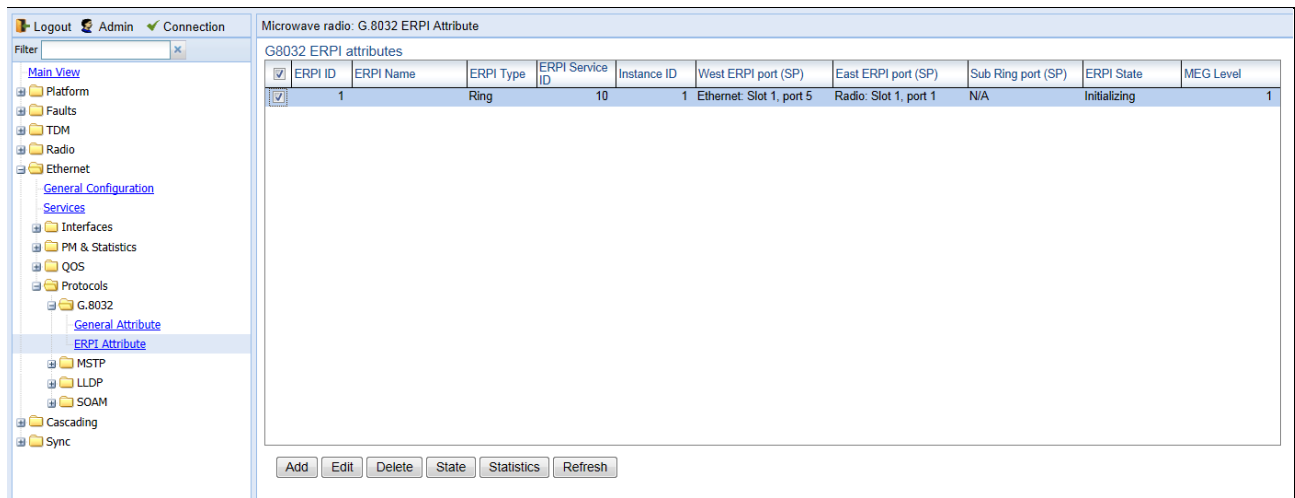 Logout Admin Connection
Filter
Main View
Platform
Faults
TDM
Radio
Ethernet
General Configuration
Services
Interfaces
PM & Statistics
QOS
Protocols
G.8032
General Attribute
ERPI Attribute
MSTP
LLDP
SOAM
Cascading
Sync
Microwave radio: G.8032 ERPI Attribute
G8032 ERPI attributes
ERPI ID ERPI Name ERPI Type ERPI Service ID Instance ID West ERPI port (SP) East ERPI port (SP) Sub Ring port (SP) ERPI State MEG Level
1 Ring 10 1 Ethernet: Slot 1, port 5 Radio: Slot 1, port 1 N/A Initializing 1
Add Edit Delete State Statistics Refresh